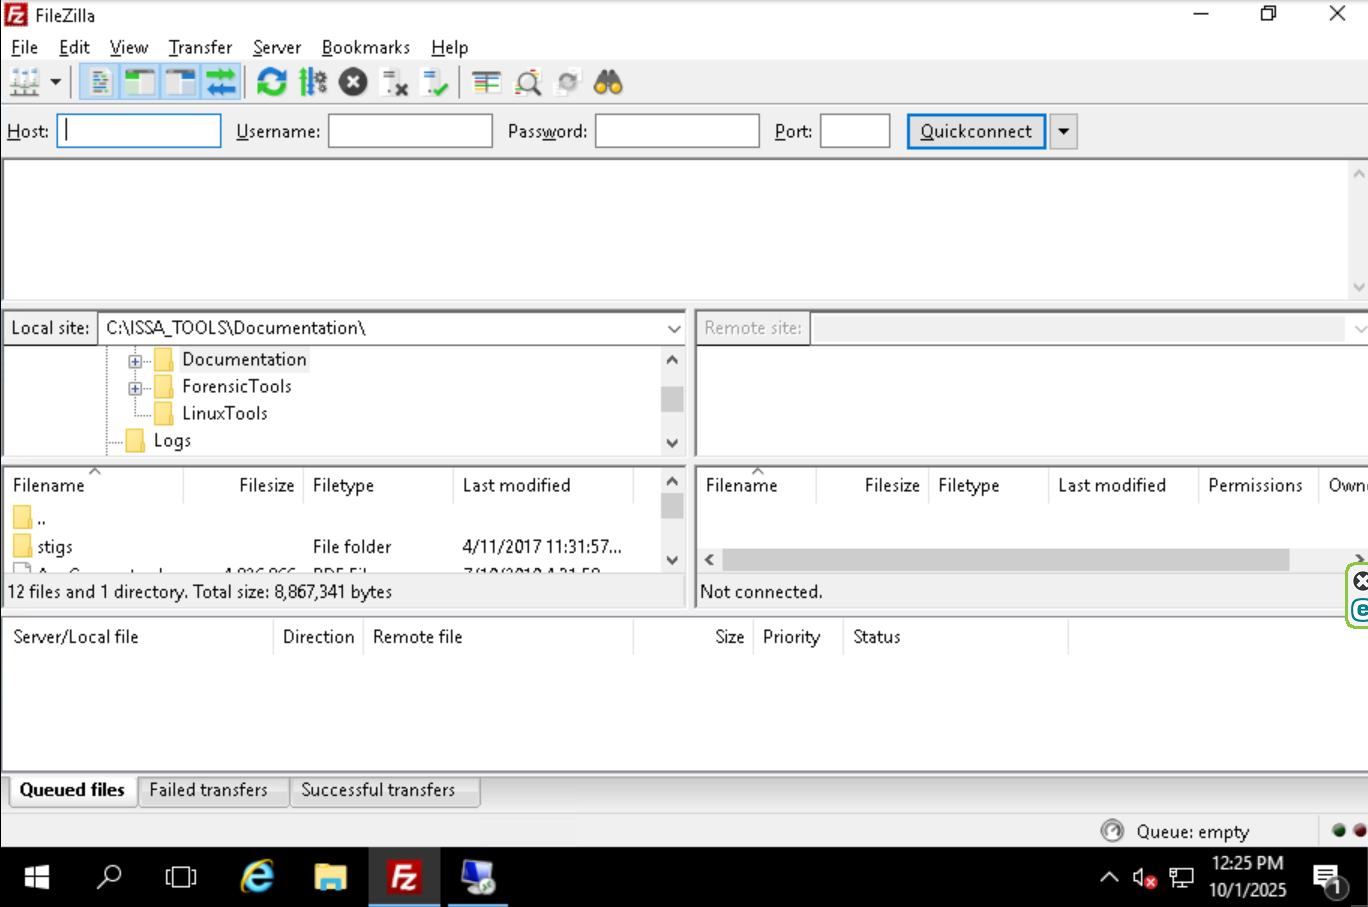 FileZilla
File Edit View Transfer Server Bookmarks Help
Host: Username: Password: Port: Quickconnect
Local site: C:\ISSA_TOOLS\Documentation\
Remote site:
Documentation
ForensicTools
LinuxTools
Logs
Filename Filesize Filetype Last modified
..
stigs File folder 4/11/2017 11:31:57...
12 files and 1 directory. Total size: 8,867,341 bytes
Filename Filesize Filetype Last modified Permissions Own
Not connected.
Server/Local file Direction Remote file Size Priority Status
Queued files Failed transfers Successful transfers
Queue: empty
12:25 PM
10/1/2025
1